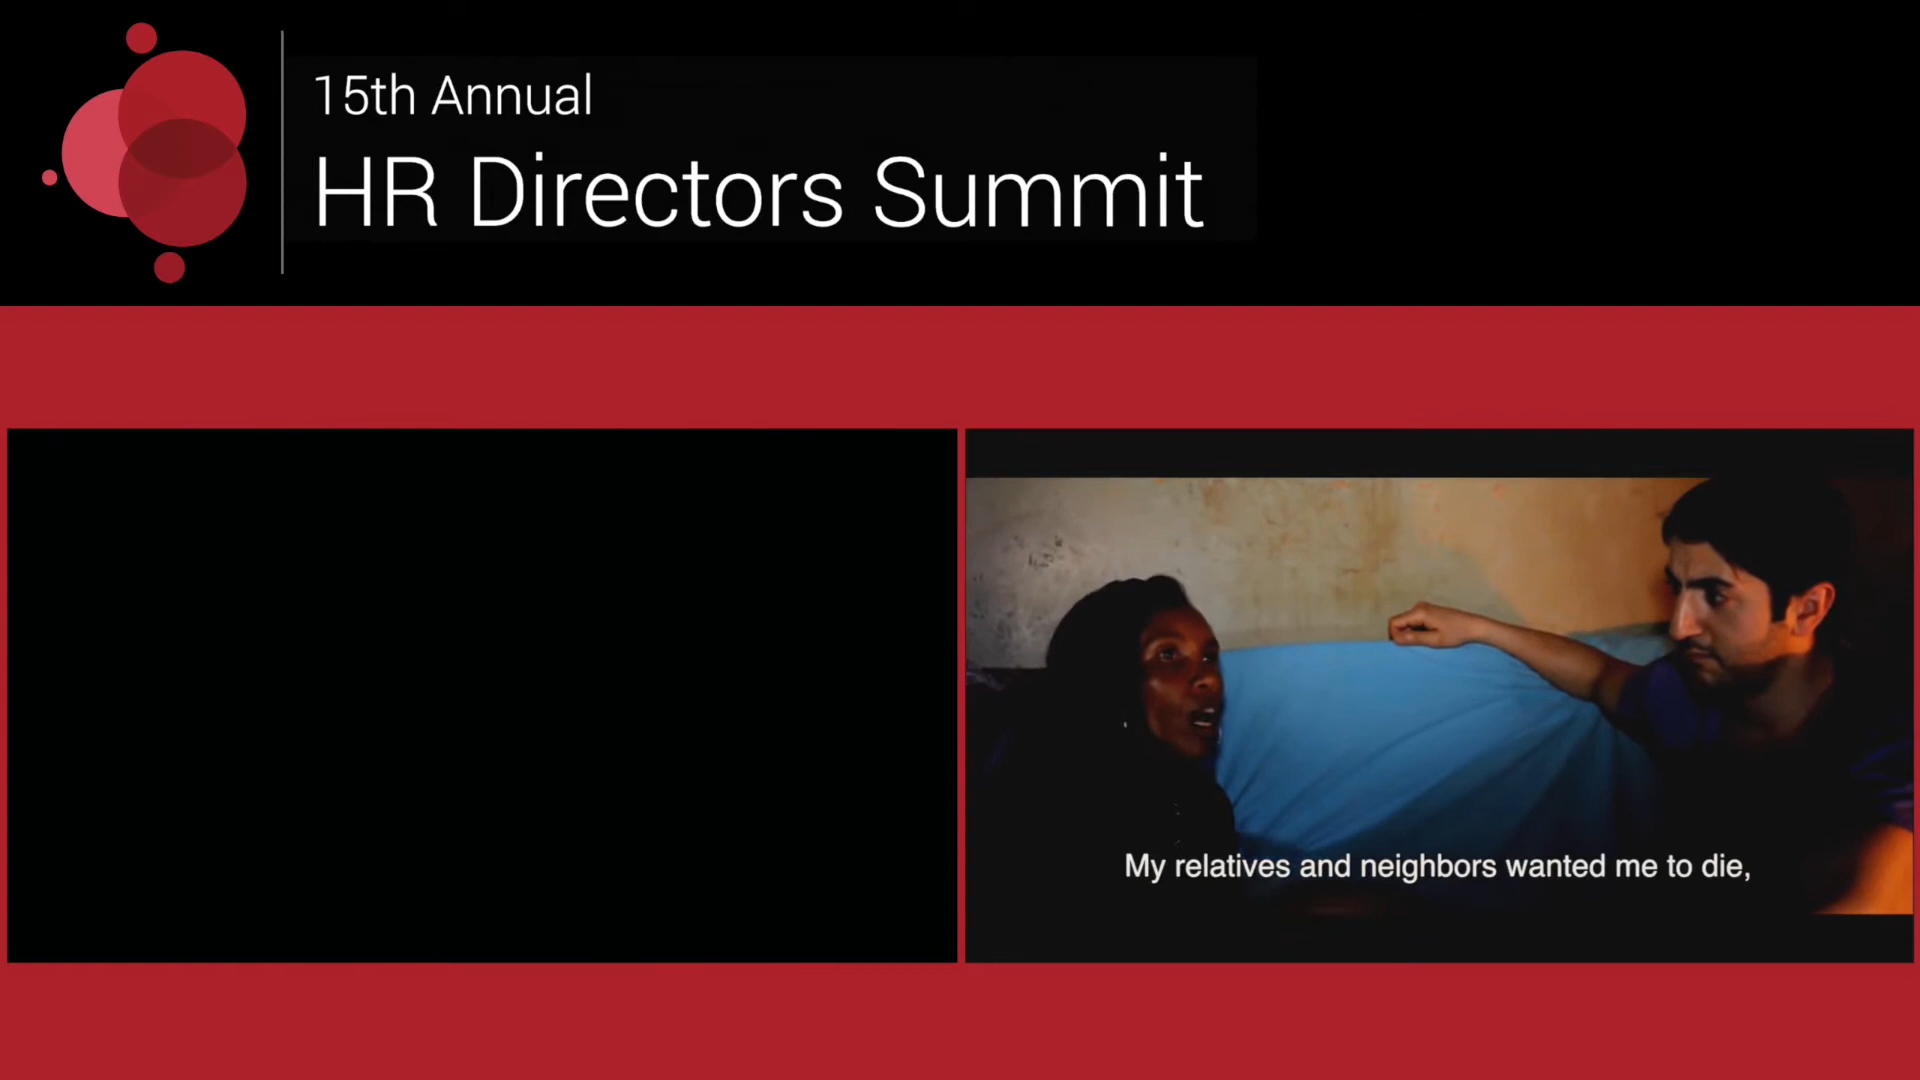 15th Annual
HR Directors Summit
My relatives and neighbors wanted me to die,